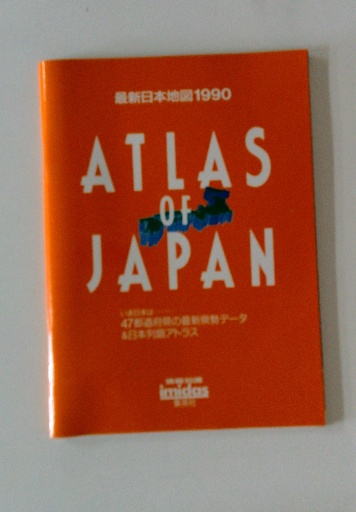 最新日本地図1990
ATLAS
OF
JAPAN
いま日本は
47都道府県の最新県勢データ
&日本列島アトラス
imidas
集英社